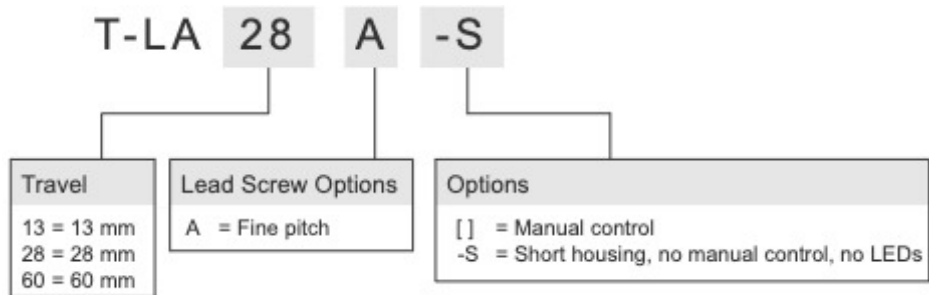 T-LA 28 A -S
Travel
13 = 13 mm
28 = 28 mm
60 = 60 mm
Lead Screw Options
A = Fine pitch
Options
[ ] = Manual control
-S = Short housing, no manual control, no LEDs